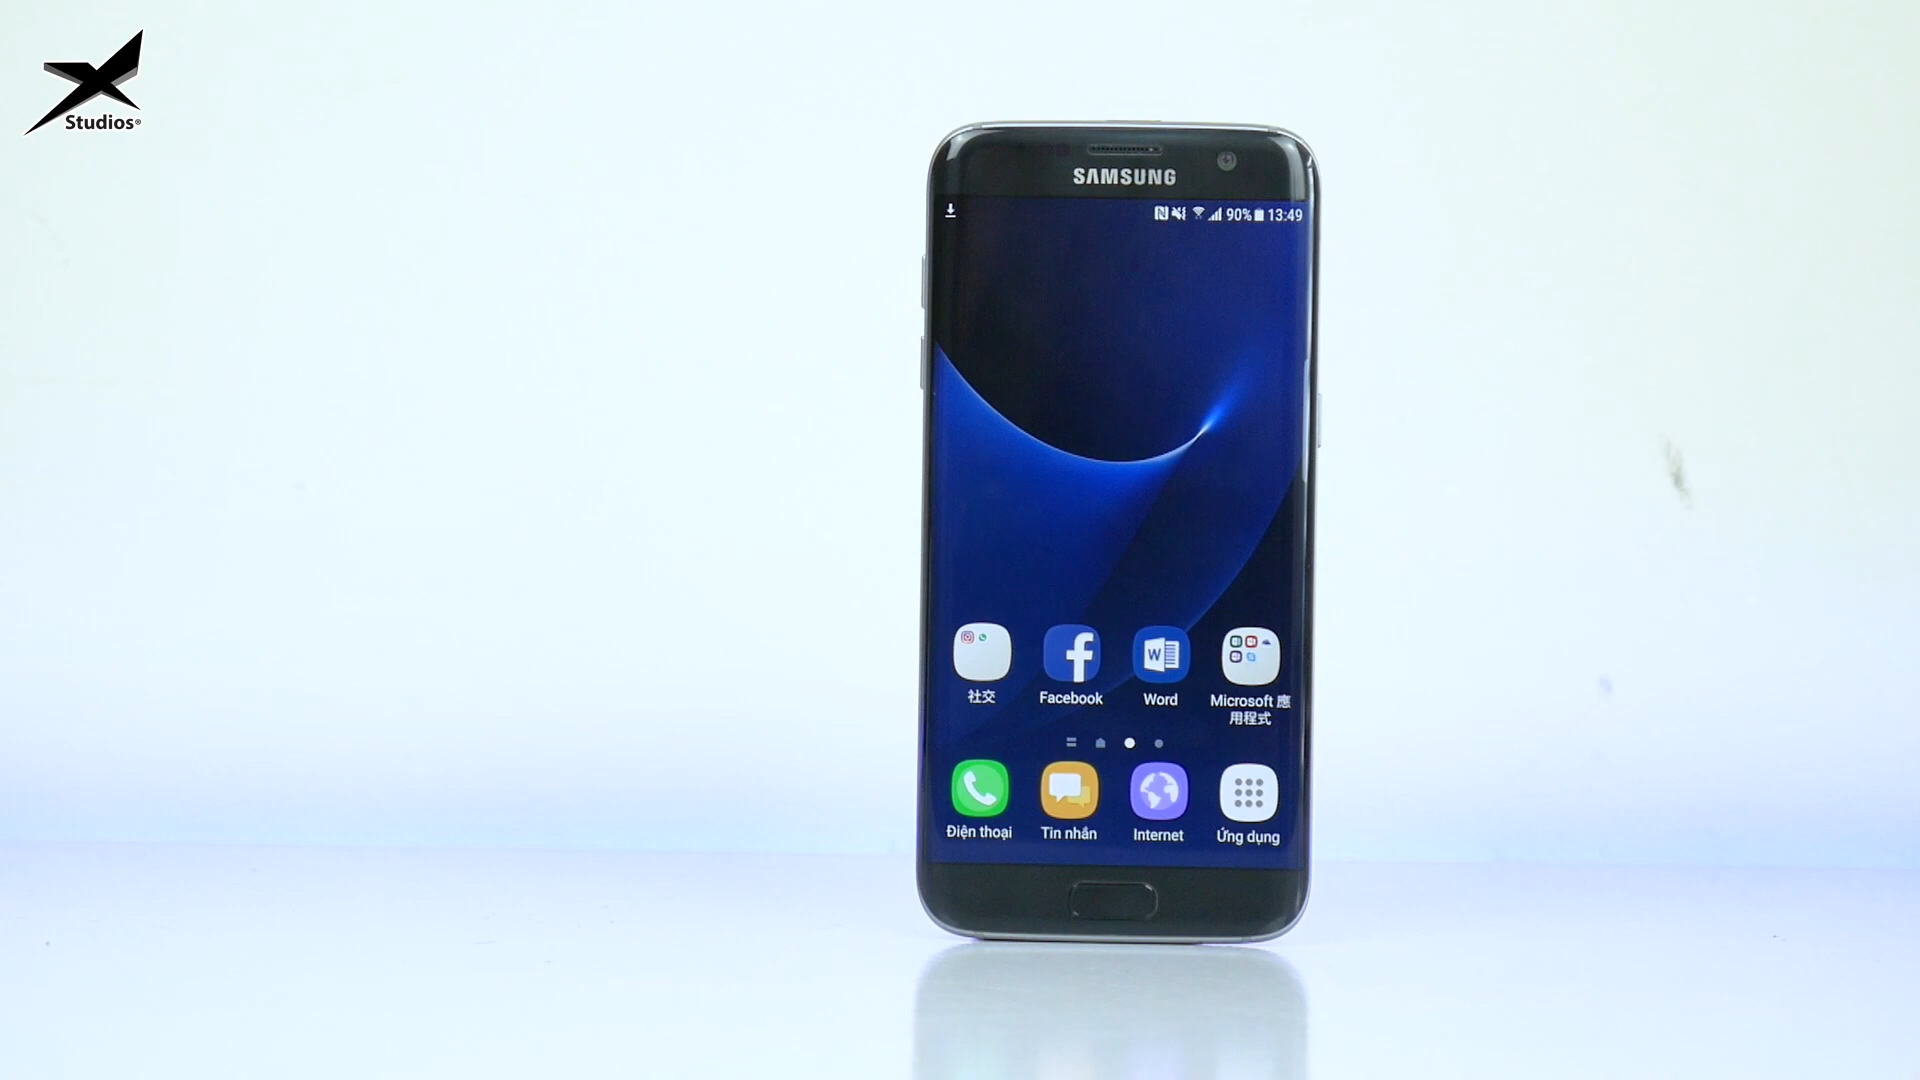 Studios®
SAMSUNG
90% 13:49
社交
Facebook
Word
Microsoft 應
用程式
Điện thoại
Tin nhắn
Internet
Ứng dụng